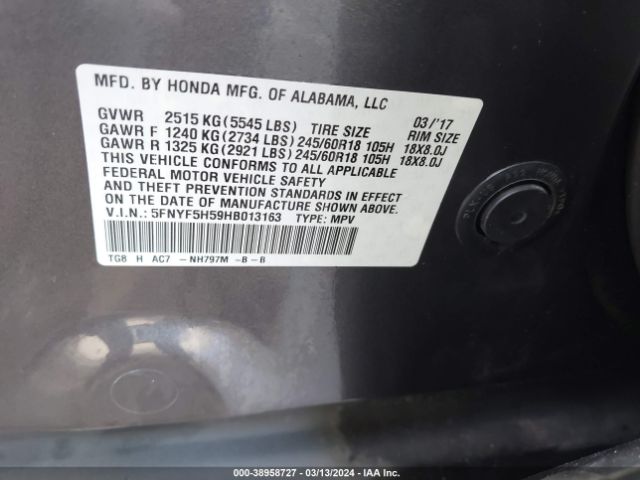 MFD. BY HONDA MFG. OF ALABAMA, LLC
GVWR 2515 KG (5545 LBS) TIRE SIZE 03/'17 RIM SIZE
GAWR F 1240 KG (2734 LBS) 245/60R18 105H 18X8.0J
GAWR R 1325 KG (2921 LBS) 245/60R18 105H 18X8.0J
THIS VEHICLE CONFORMS TO ALL APPLICABLE
FEDERAL MOTOR VEHICLE SAFETY
AND THEFT PREVENTION STANDARDS IN EFFECT
ON THE DATE OF MANUFACTURE SHOWN ABOVE.
V.I.N.: 5FNYF5H59HB013163 TYPE: MPV
TG8 H AC7 -NH797M -B-B
000-38958727 - 03/13/2024 - IAA Inc.